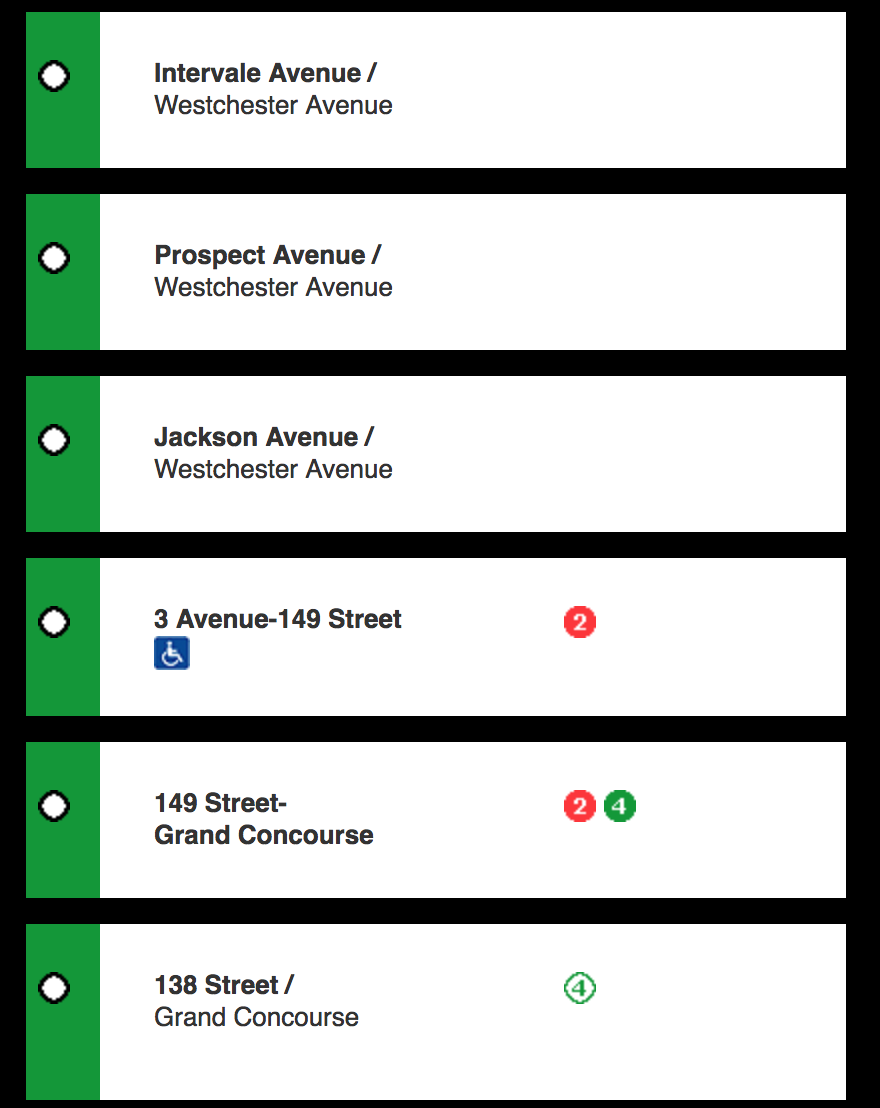 Intervale Avenue /
Westchester Avenue
Prospect Avenue /
Westchester Avenue
Jackson Avenue /
Westchester Avenue
3 Avenue-149 Street 2
149 Street- 2 4
Grand Concourse
138 Street / 4
Grand Concourse